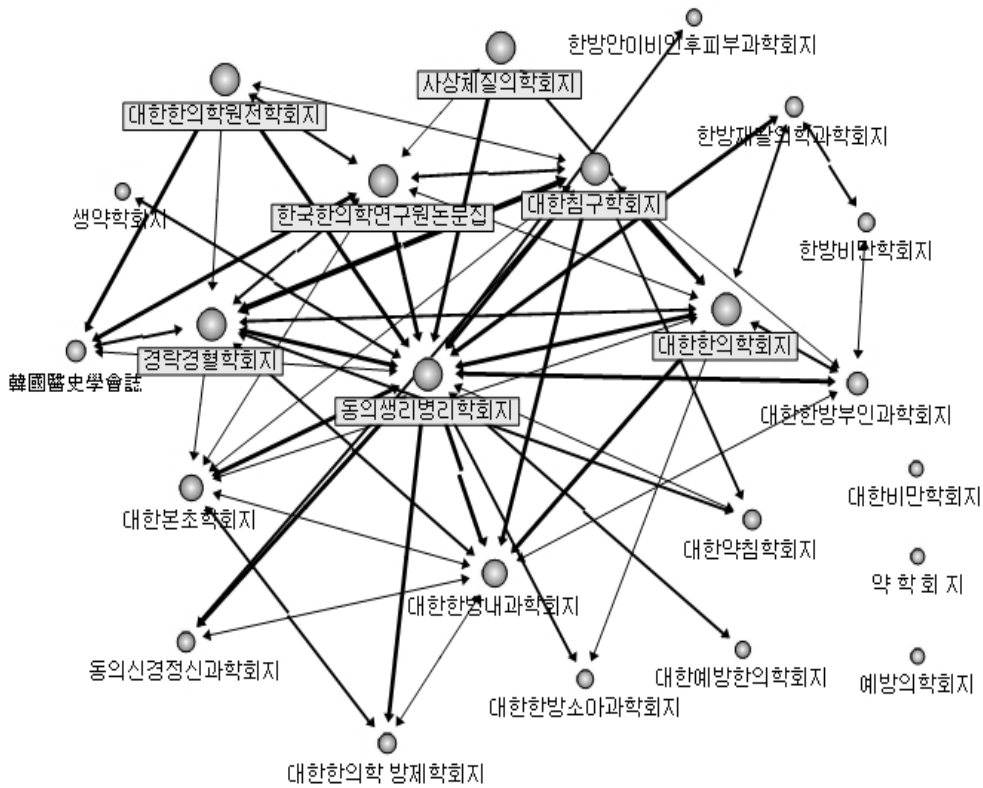 한방안이비인후피부과학회지
사상체질의학회지
대한한의학원전학회지
한방재활의학과학회지
생약학회지
한국한의학연구원논문집
대한침구학회지
한방비만학회지
경락경혈학회지
대한한의학회지
韓國醫史學會誌
동의생리병리학회지
대한한방부인과학회지
대한비만학회지
대한본초학회지
대한약침학회지
약 학 회 지
대한한방내과학회지
동의신경정신과학회지
대한예방한의학회지
예방의학회지
대한한방소아과학회지
대한한의학 방제학회지